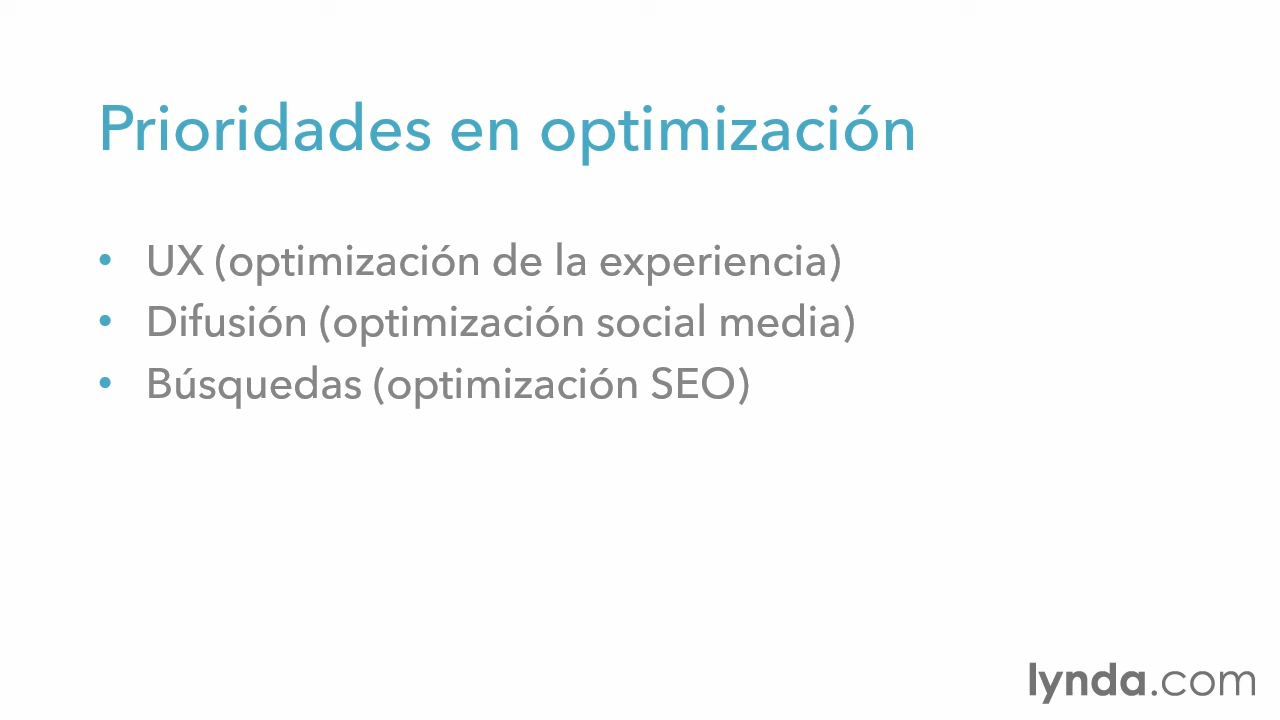 Prioridades en optimización
• UX (optimización de la experiencia)
• Difusión (optimización social media)
• Búsquedas (optimización SEO)
lynda.com